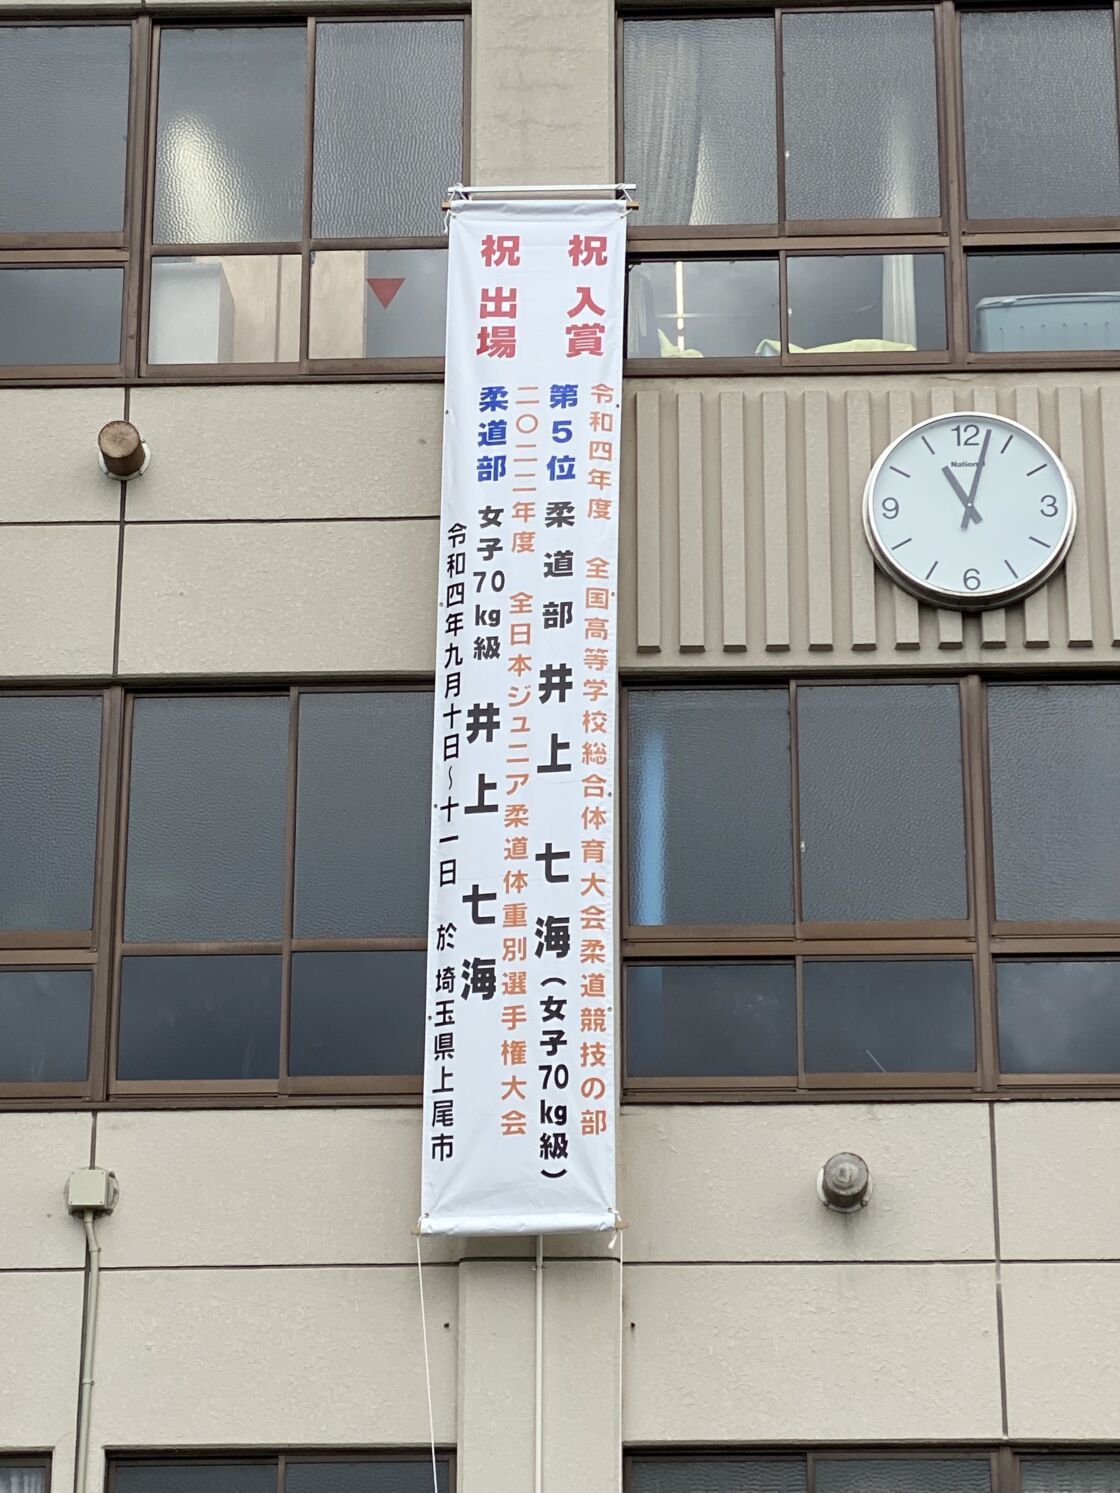 祝 入賞
令和四年度 全国高等学校総合体育大会柔道競技の部
第5位 柔道部 井上 七海(女子70kg級)
祝 出場
二〇二二年度 全日本ジュニア柔道体重別選手権大会
柔道部 女子70kg級 井上 七海
令和四年九月十日～十一日 於 埼玉県上尾市
12
National
9 3
6